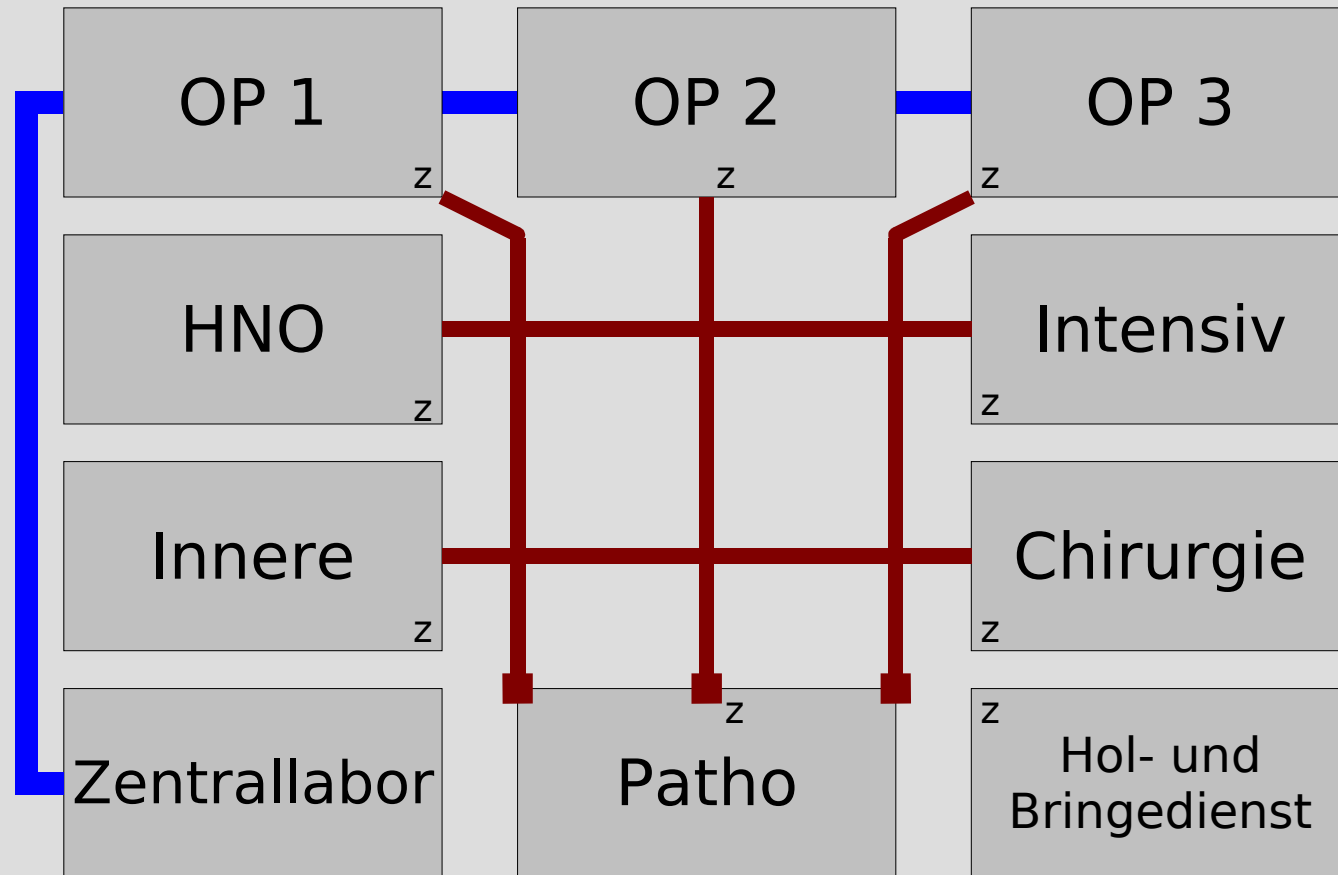 OP 1
z
OP 2
z
OP 3
z
HNO
z
Intensiv
z
Innere
z
Chirurgie
z
Zentrallabor
z
Patho
z
Hol- und
Bringedienst